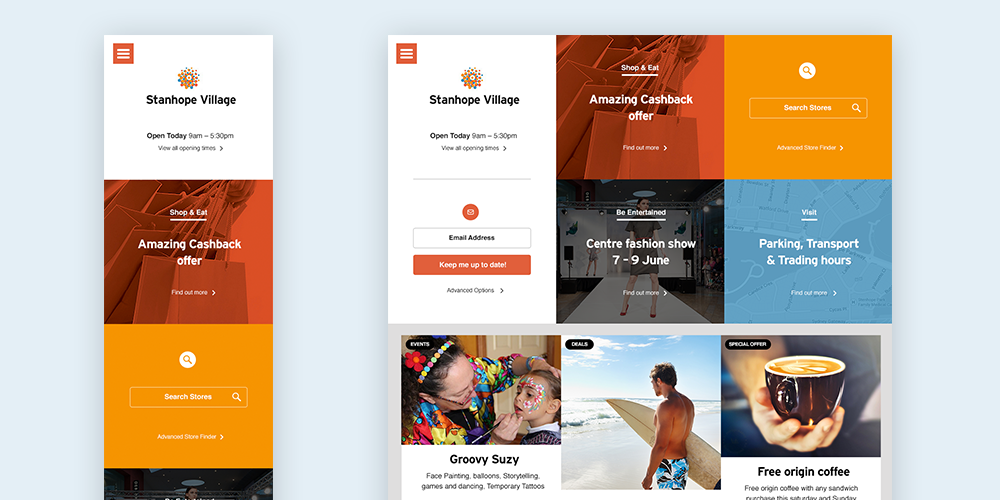 Stanhope Village
Open Today 9am – 5:30pm
View all opening times
Shop & Eat
Amazing Cashback
offer
Find out more
Search Stores
Advanced Store Finder
Stanhope Village
Open Today 9am – 5:30pm
View all opening times
Email Address
Keep me up to date!
Advanced Options
Shop & Eat
Amazing Cashback
offer
Find out more
Search Stores
Advanced Store Finder
Be Entertained
Centre fashion show
7 – 9 June
Find out more
Visit
Parking, Transport
& Trading hours
Find out more
EVENTS
Groovy Suzy
Face Painting, balloons, Storytelling,
games and dancing, Temporary Tattoos
DEALS
SPECIAL OFFER
Free origin coffee
Free origin coffee with any sandwich
purchase this saturday and Sunday